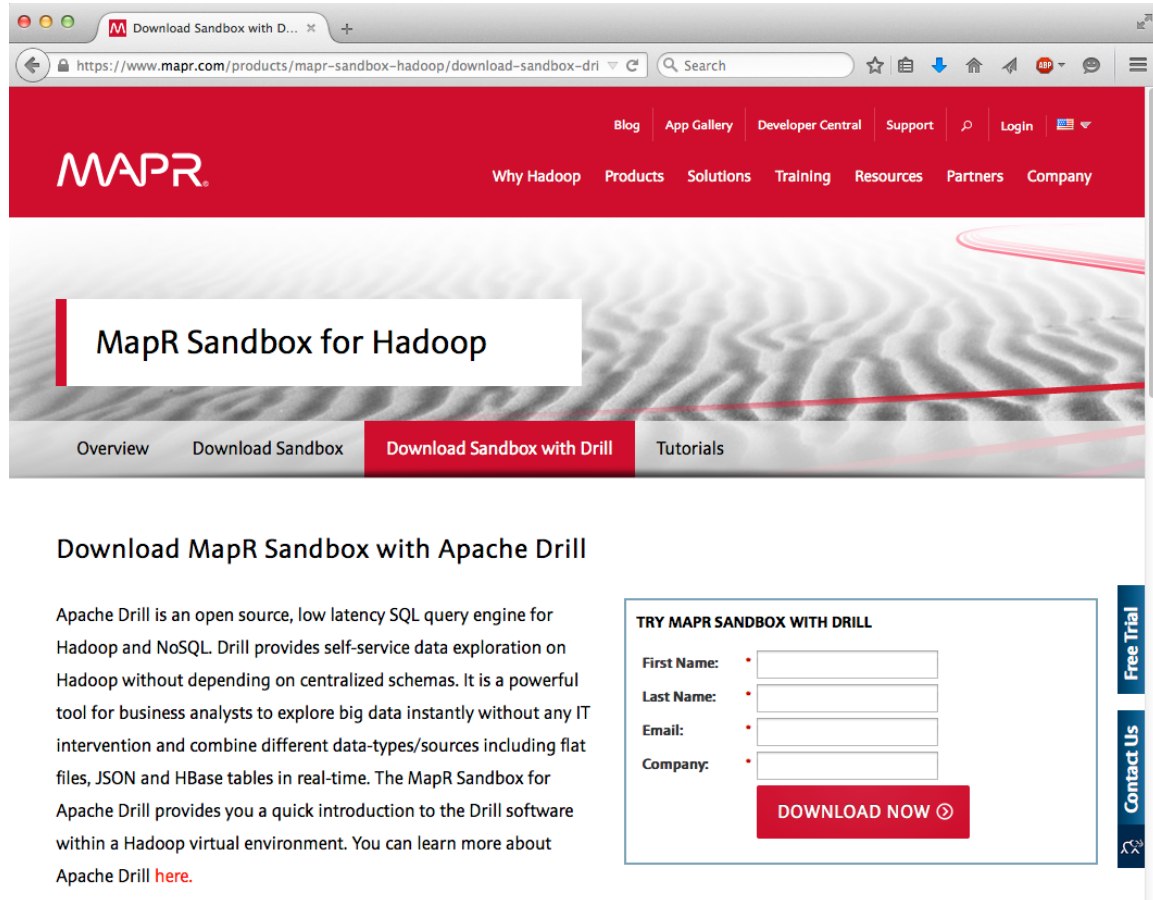 Download Sandbox with D...
https://www.mapr.com/products/mapr-sandbox-hadoop/download-sandbox-dri
Search
ABP
Blog App Gallery Developer Central Support Login
MAPR
Why Hadoop Products Solutions Training Resources Partners Company
MapR Sandbox for Hadoop
Overview Download Sandbox Download Sandbox with Drill Tutorials
Download MapR Sandbox with Apache Drill
Apache Drill is an open source, low latency SQL query engine for
Hadoop and NoSQL. Drill provides self-service data exploration on
Hadoop without depending on centralized schemas. It is a powerful
tool for business analysts to explore big data instantly without any IT
intervention and combine different data-types/sources including flat
files, JSON and HBase tables in real-time. The MapR Sandbox for
Apache Drill provides you a quick introduction to the Drill software
within a Hadoop virtual environment. You can learn more about
Apache Drill here.
TRY MAPR SANDBOX WITH DRILL
First Name: *
Last Name: *
Email: *
Company: *
DOWNLOAD NOW
Free Trial
Contact Us